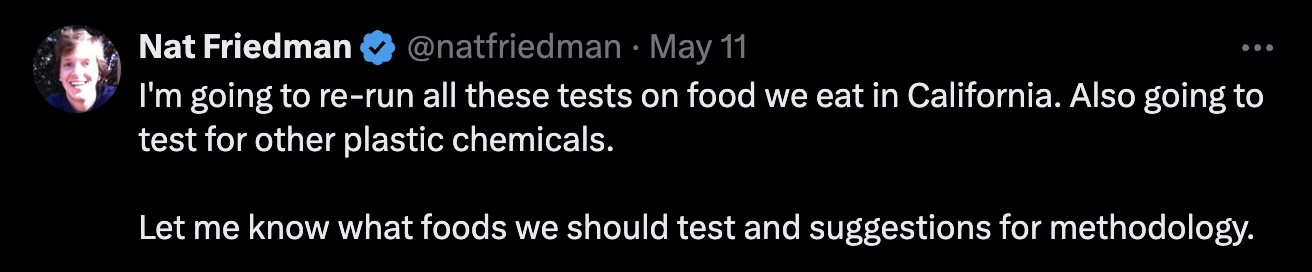 Nat Friedman @natfriedman · May 11
I'm going to re-run all these tests on food we eat in California. Also going to
test for other plastic chemicals.
Let me know what foods we should test and suggestions for methodology.